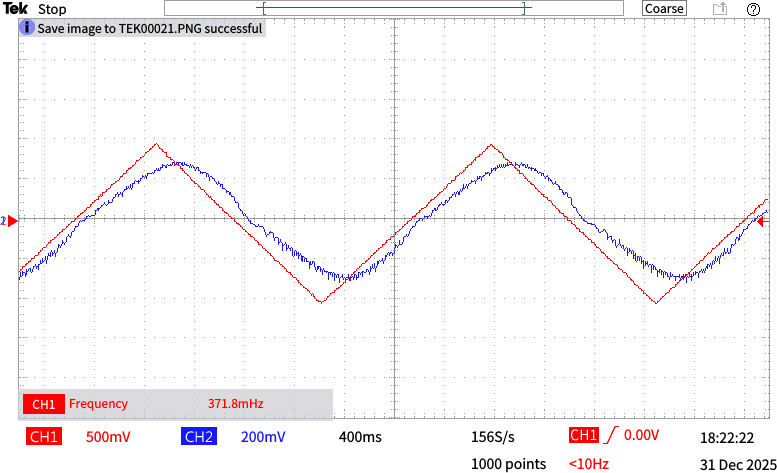 Tek Stop Coarse
Save image to TEK00021.PNG successful
2
CH1 Frequency 371.8mHz
CH1 500mV CH2 200mV 400ms 156S/s CH1 0.00V 18:22:22
1000 points <10Hz 31 Dec 2025